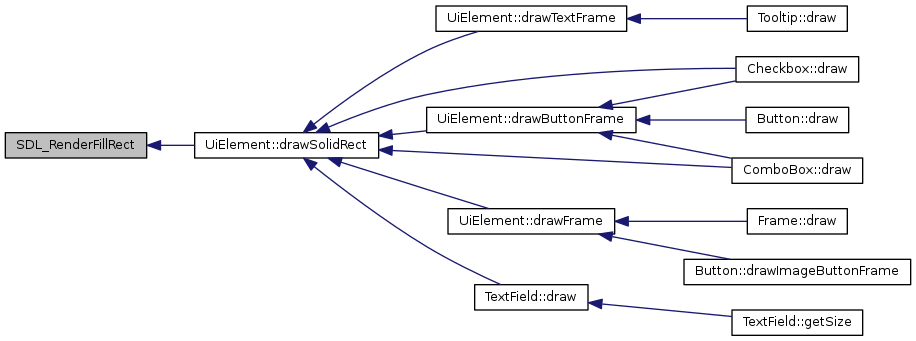 UiElement::drawTextFrame
Tooltip::draw
Checkbox::draw
UiElement::drawButtonFrame
Button::draw
SDL_RenderFillRect
UiElement::drawSolidRect
ComboBox::draw
UiElement::drawFrame
Frame::draw
Button::drawImageButtonFrame
TextField::draw
TextField::getSize